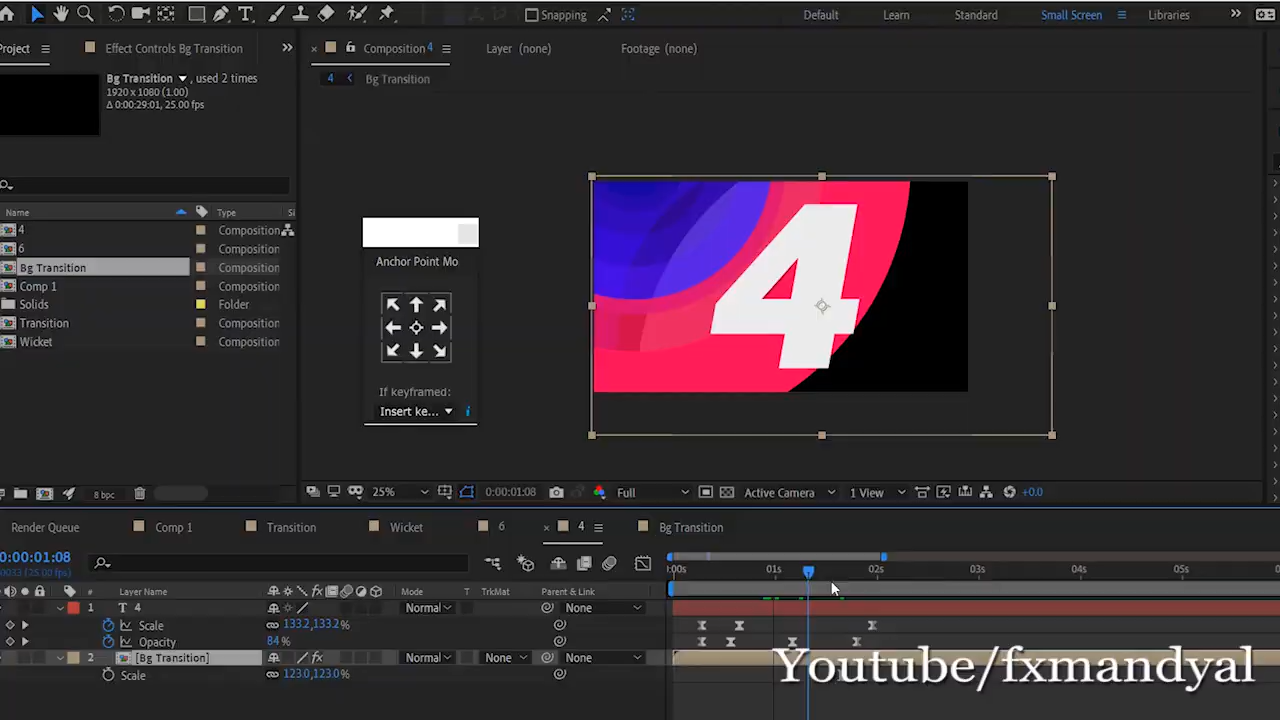 Snapping
Default
Learn
Standard
Small Screen
Libraries
Project
Effect Controls Bg Transition
Composition 4
Layer (none)
Footage (none)
Bg Transition ▼ , used 2 times
1920 x 1080 (1.00)
Δ 0:00:29:01, 25.00 fps
4
Bg Transition
Name
Type
Si
4
Composition
6
Composition
Bg Transition
Composition
Comp 1
Composition
Solids
Folder
Transition
Composition
Wicket
Composition
Anchor Point Mo
If keyframed:
Insert ke...
4
8 bpc
25%
0:00:01:08
Full
Active Camera
1 View
+0.0
Render Queue
Comp 1
Transition
Wicket
6
4
Bg Transition
0:00:01:08
(25.00 fps)
#
Layer Name
Mode
T
TrkMat
Parent & Link
:00s
01s
02s
03s
04s
05s
1
T
4
Normal
None
Scale
133.2,133.2%
Opacity
84 %
2
[Bg Transition]
Normal
None
None
Scale
123.0,123.0%
Youtube/fxmandyal